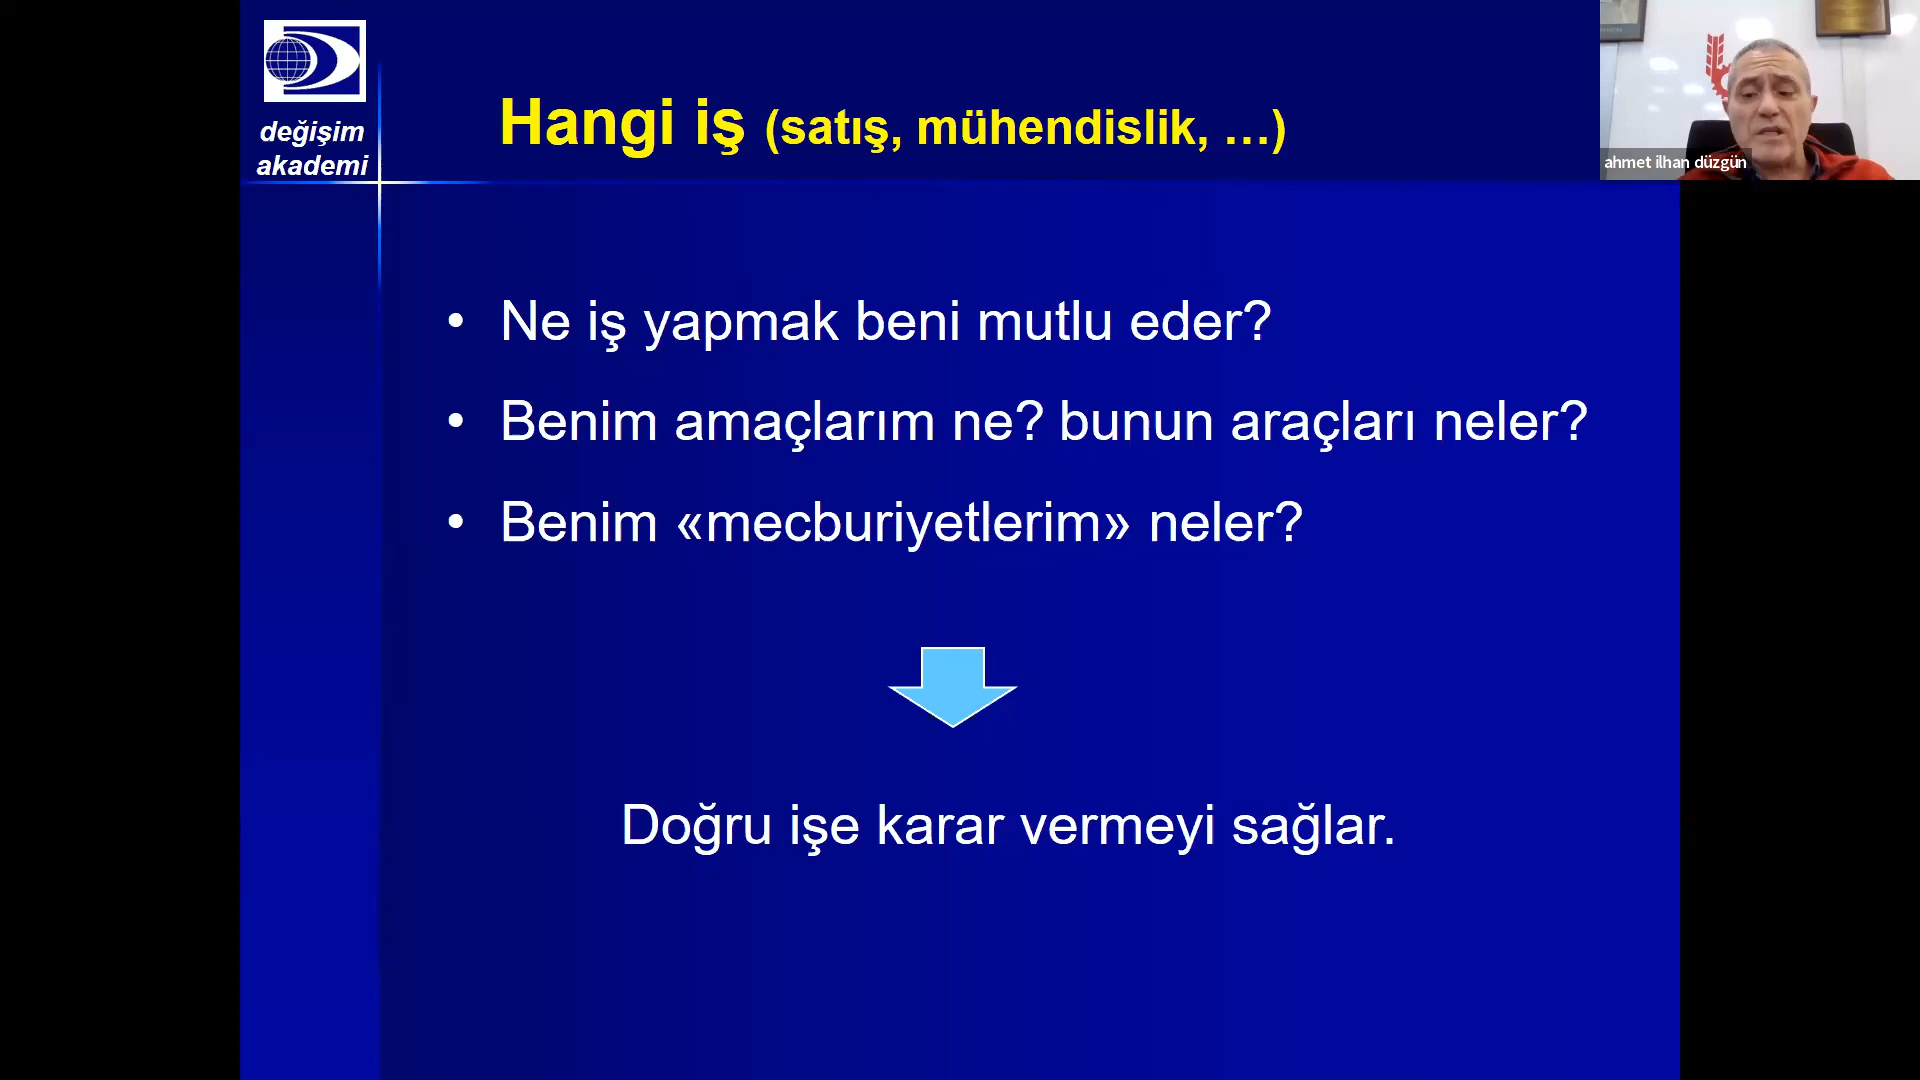 değişim
akademi
Hangi iş (satış, mühendislik, …)
ahmet ilhan düzgün
• Ne iş yapmak beni mutlu eder?
• Benim amaçlarım ne? bunun araçları neler?
• Benim «mecburiyetlerim» neler?
Doğru işe karar vermeyi sağlar.